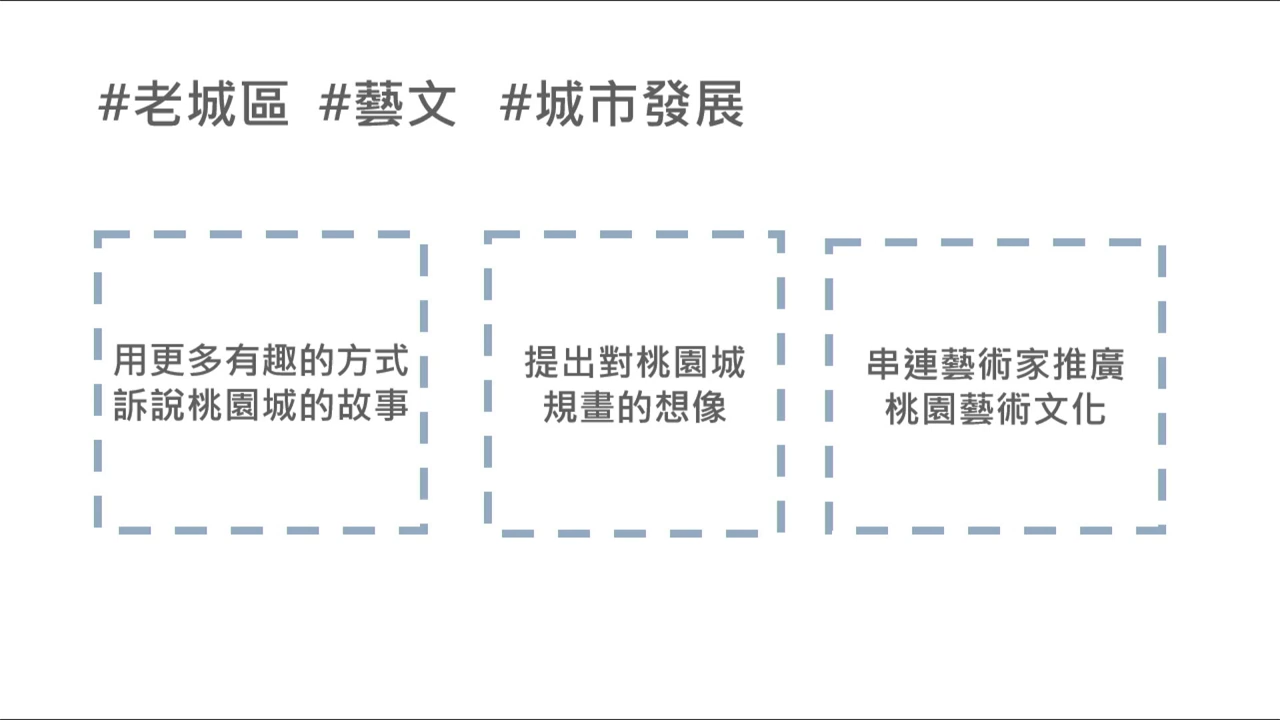 #老城區 #藝文 #城市發展
用更多有趣的方式
訴說桃園城的故事
提出對桃園城
規畫的想像
串連藝術家推廣
桃園藝術文化